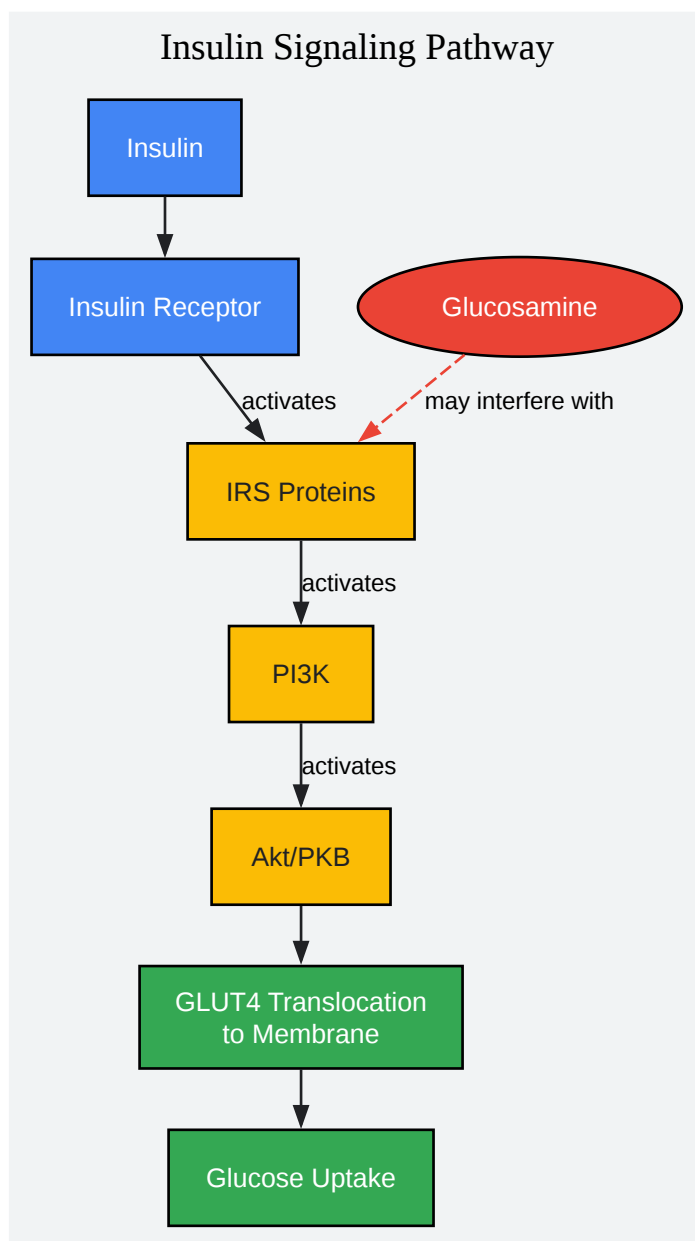 Insulin Signaling Pathway
Insulin
Insulin Receptor
Glucosamine
activates
may interfere with
IRS Proteins
activates
PI3K
activates
Akt/PKB
GLUT4 Translocation
to Membrane
Glucose Uptake